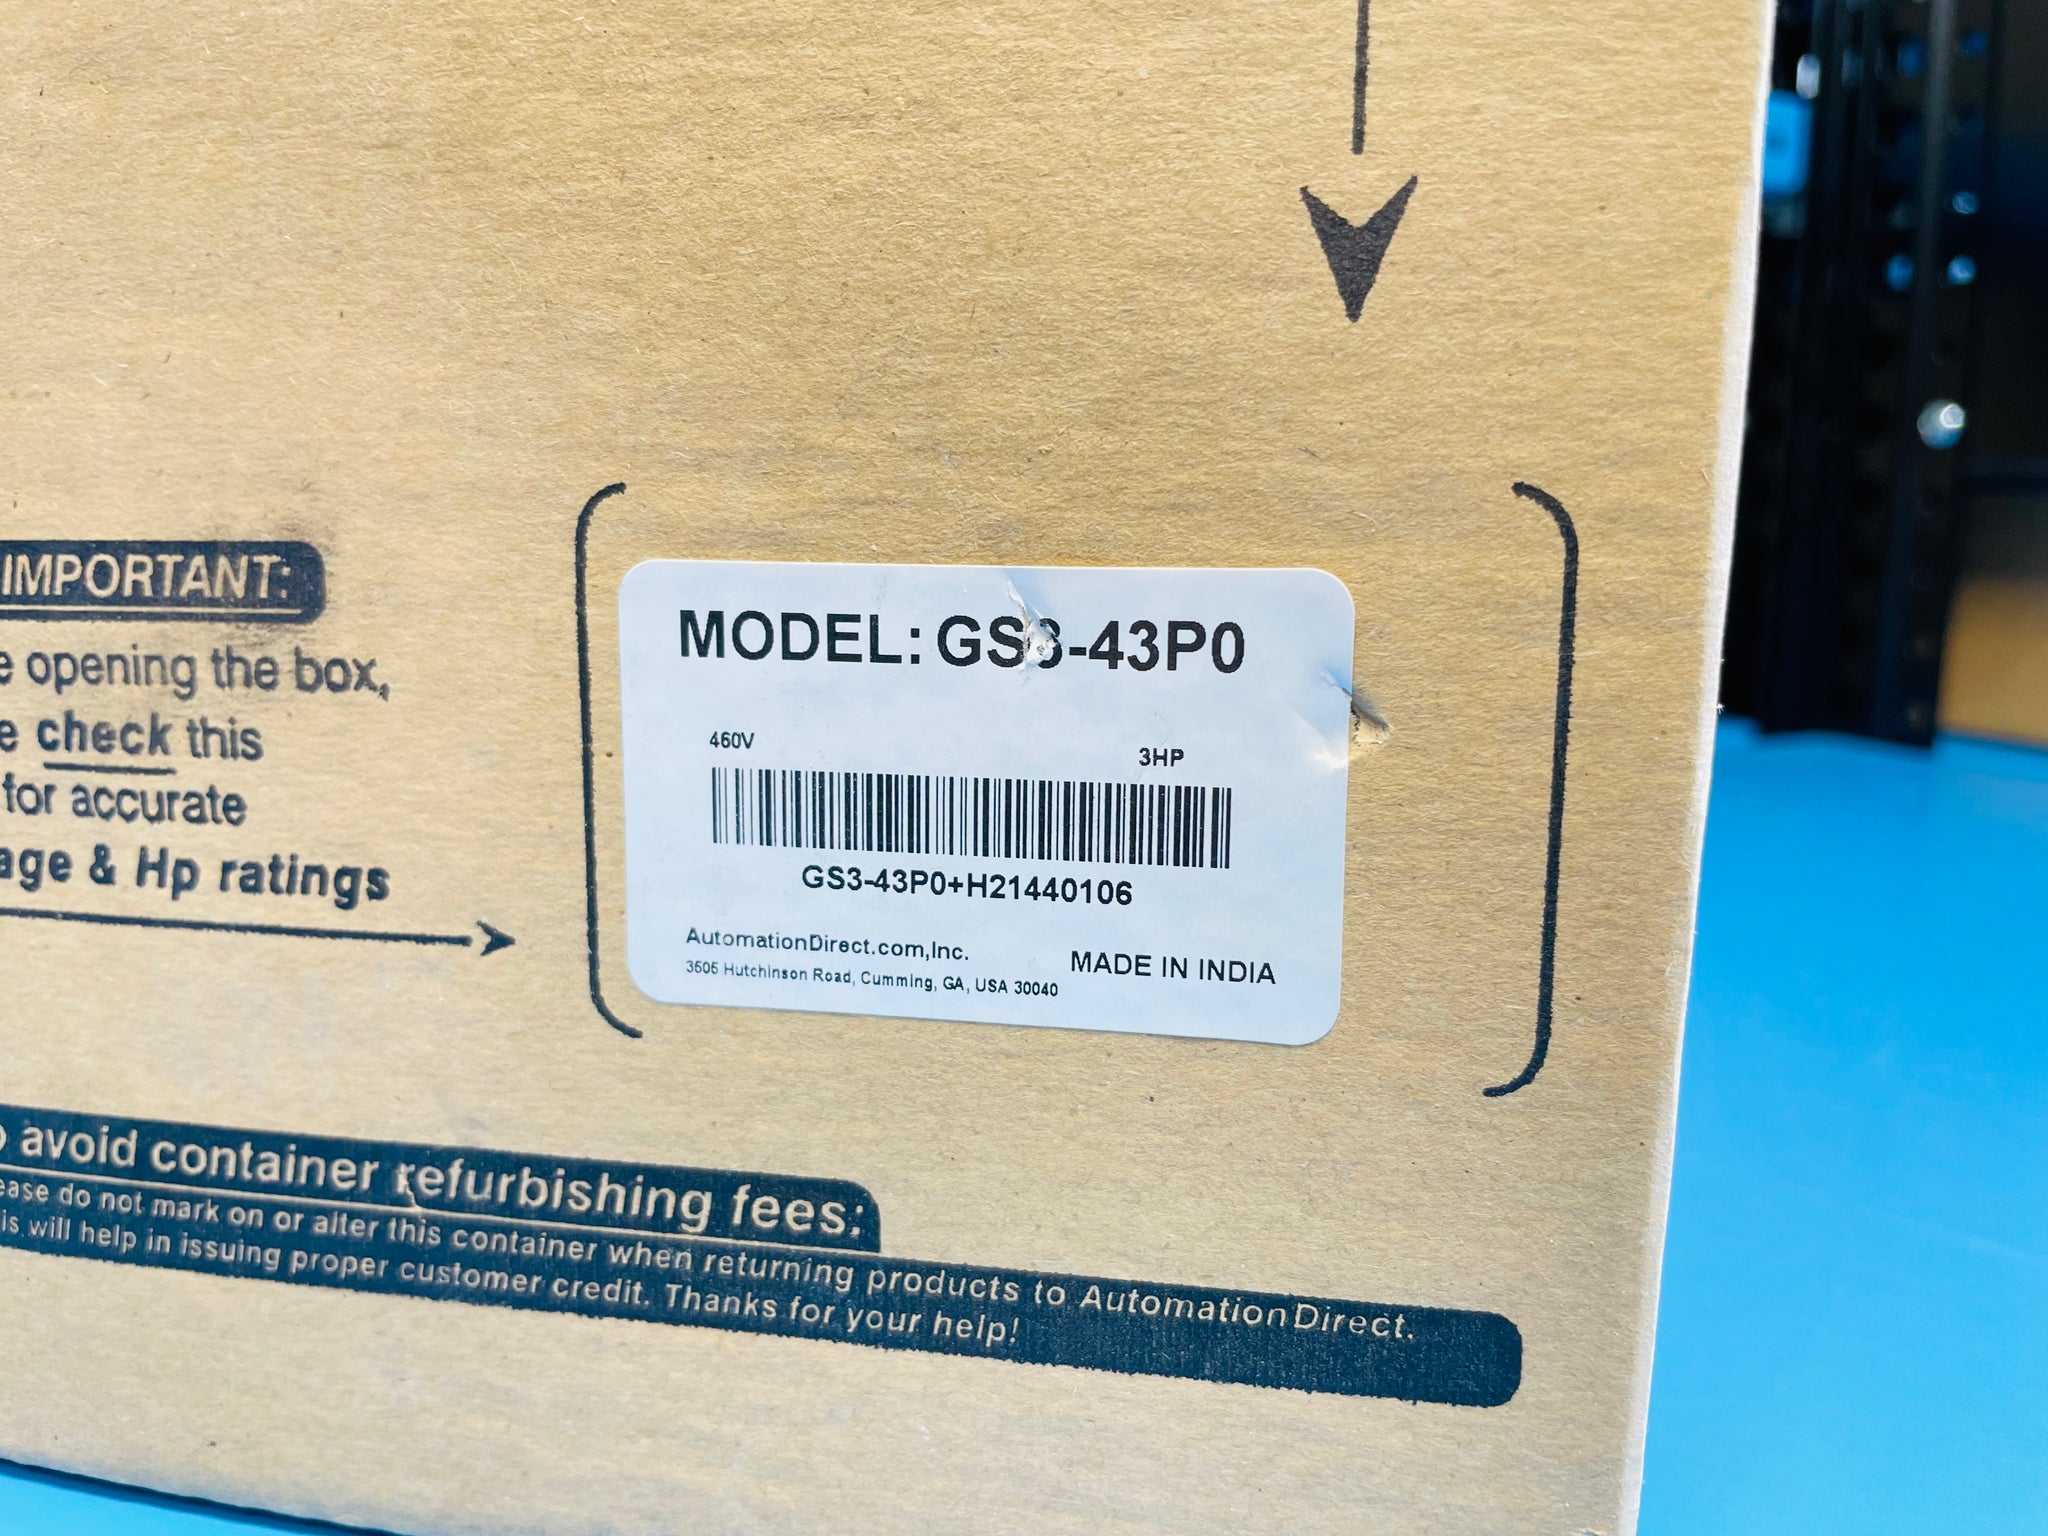 IMPORTANT:
opening the box,
check this
for accurate
& Hp ratings
MODEL: GS3-43P0
460V 3HP
GS3-43P0+H21440106
AutomationDirect.com,Inc.
3505 Hutchinson Road, Cumming, GA, USA 30040
MADE IN INDIA
avoid container refurbishing fees:
do not mark on or alter this container when returning products to AutomationDirect.
will help in issuing proper customer credit. Thanks for your help!